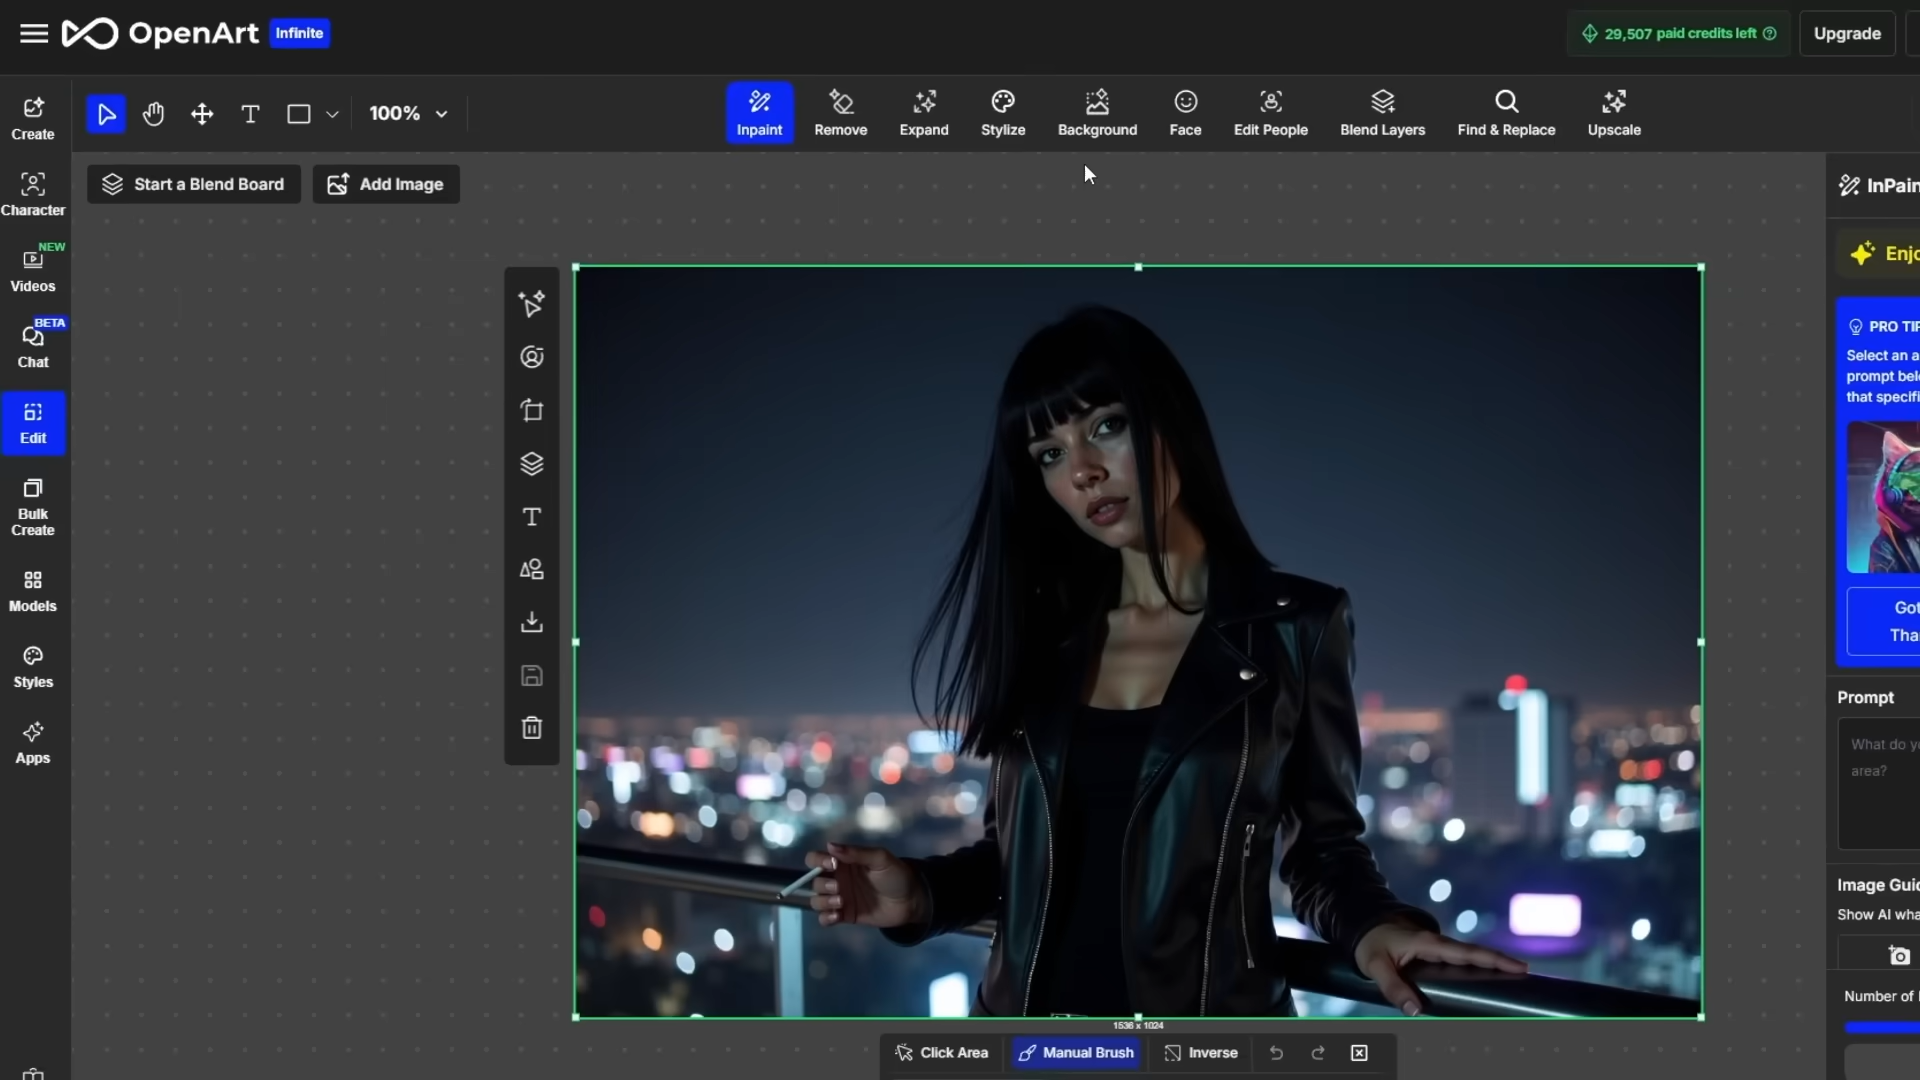 OpenArt Infinite
29,507 paid credits left
Upgrade
Create
Character
NEW
Videos
BETA
Chat
Edit
Bulk
Create
Models
Styles
Apps
T
100%
Inpaint
Remove
Expand
Stylize
Background
Face
Edit People
Blend Layers
Find & Replace
Upscale
Start a Blend Board
Add Image
T
1536 x 1024
Click Area
Manual Brush
Inverse
InPain
Enjo
PRO TIP
Select an a
prompt bel
that specifi
Got
Tha
Prompt
What do yo
area?
Image Guid
Show AI wha
Number of